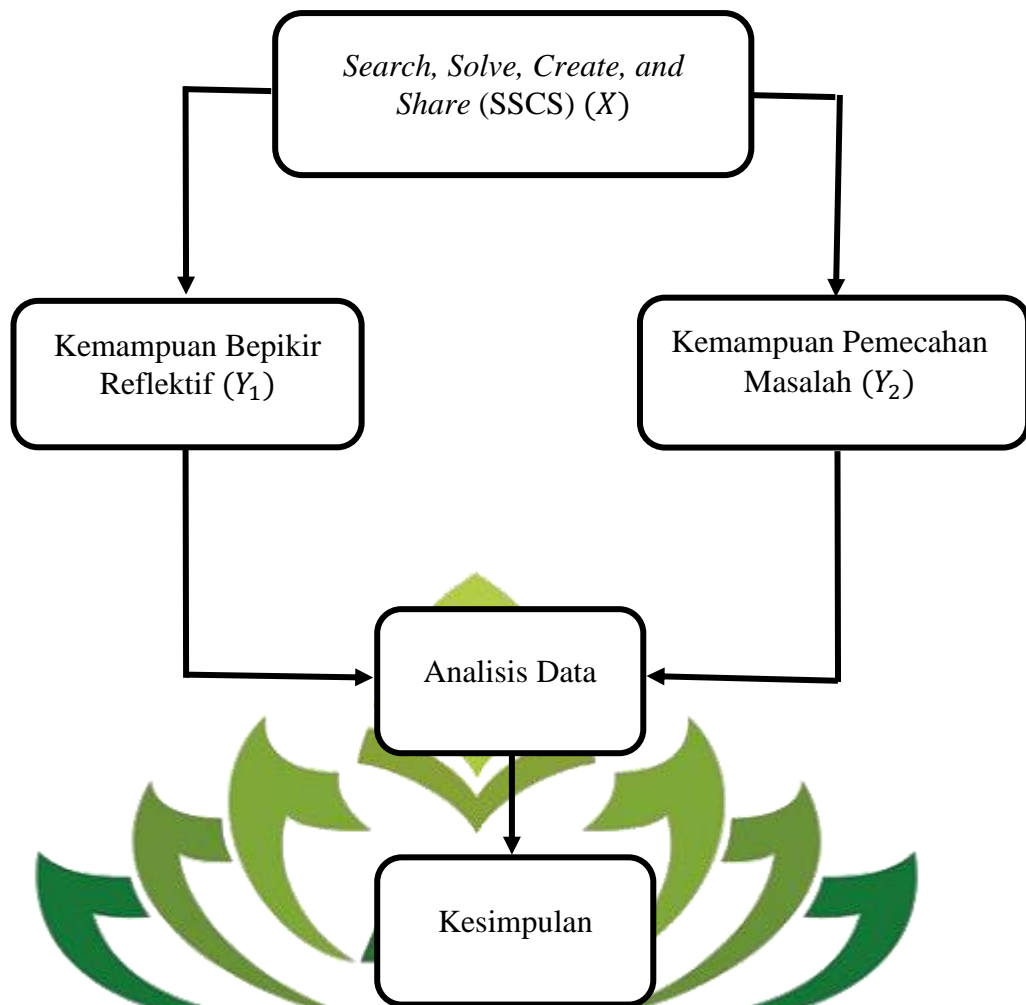 Search, Solve, Create, and
Share (SSCS) (X)
Kemampuan Bepikir
Reflektif (Y₁)
Kemampuan Pemecahan
Masalah (Y₂)
Analisis Data
Kesimpulan